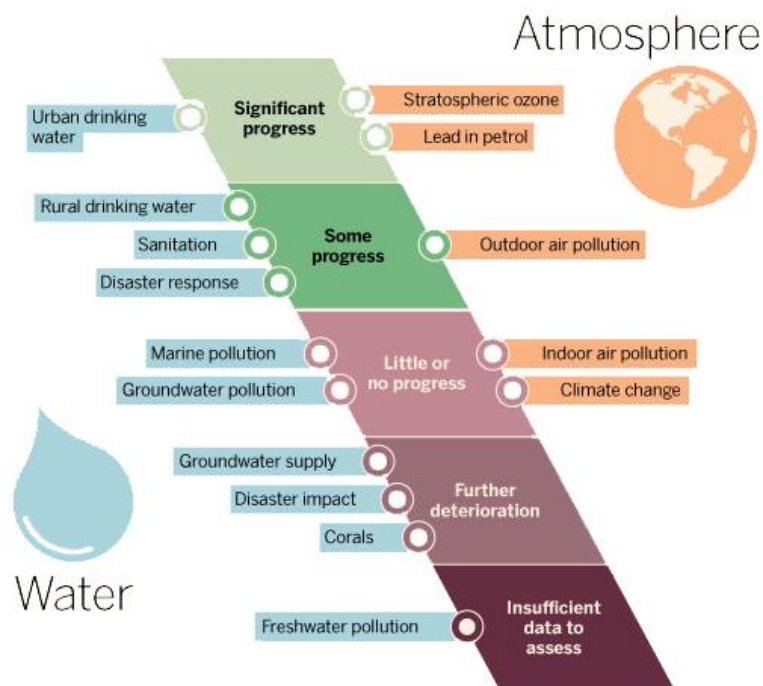 Atmosphere
Urban drinking
water
Significant
progress
Stratospheric ozone
Lead in petrol
Rural drinking water
Sanitation
Disaster response
Some
progress
Outdoor air pollution
Marine pollution
Groundwater pollution
Little or
no progress
Indoor air pollution
Climate change
Groundwater supply
Disaster impact
Corals
Further
deterioration
Water
Freshwater pollution
Insufficient
data to
assess